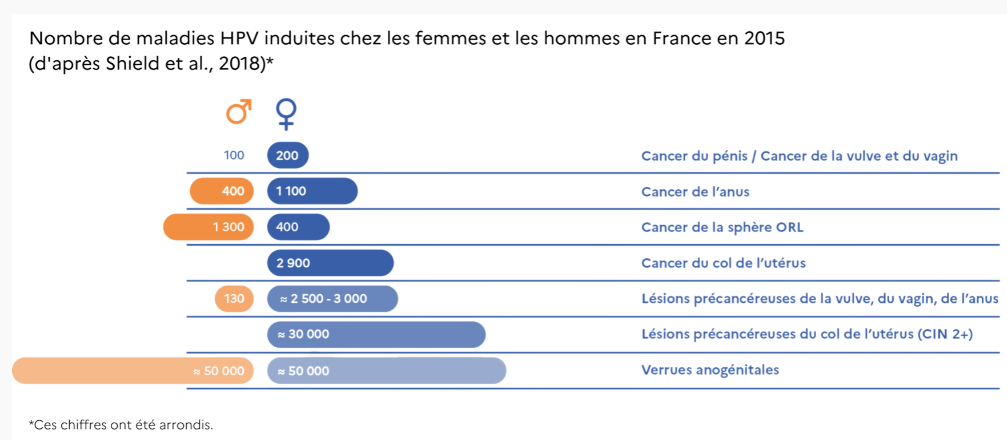 Nombre de maladies HPV induites chez les femmes et les hommes en France en 2015
(d'après Shield et al., 2018)*
100 200 Cancer du pénis / Cancer de la vulve et du vagin
400 1 100 Cancer de l'anus
1 300 400 Cancer de la sphère ORL
2 900 Cancer du col de l'utérus
130 ≈ 2 500 - 3 000 Lésions précancéreuses de la vulve, du vagin, de l'anus
≈ 30 000 Lésions précancéreuses du col de l'utérus (CIN 2+)
≈ 50 000 ≈ 50 000 Verrues anogénitales
*Ces chiffres ont été arrondis.